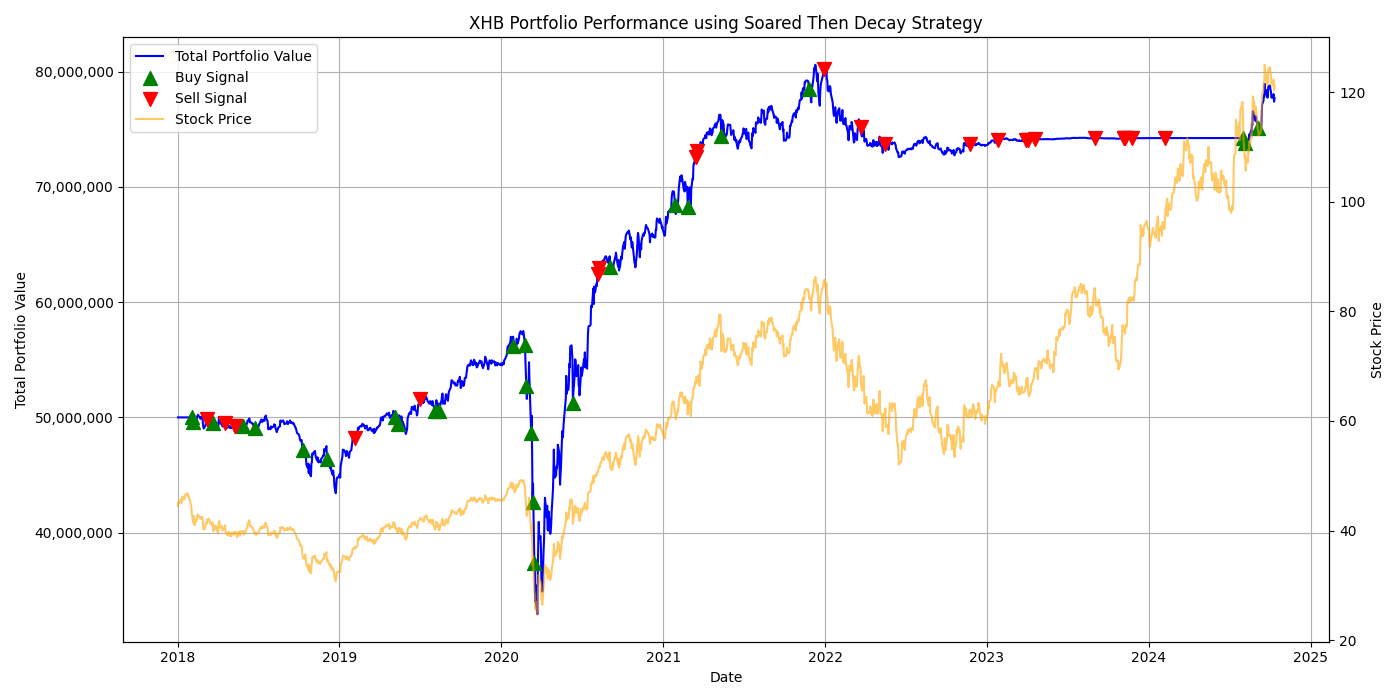 XHB Portfolio Performance using Soared Then Decay Strategy
Total Portfolio Value
Buy Signal
Sell Signal
Stock Price
80,000,000
70,000,000
60,000,000
50,000,000
40,000,000
Total Portfolio Value
120
100
80
60
40
20
Stock Price
2018 2019 2020 2021 2022 2023 2024 2025
Date